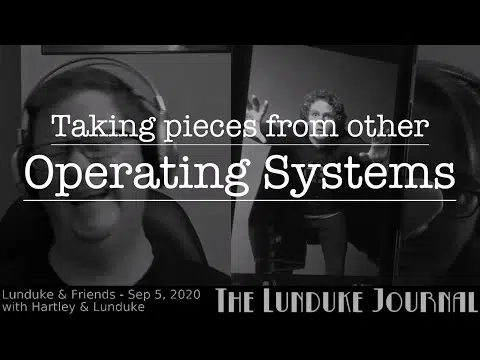 Taking pieces from other
Operating Systems
Lunduke & Friends - Sep 5, 2020
with Hartley & Lunduke
THE LUNDUKE JOURNAL